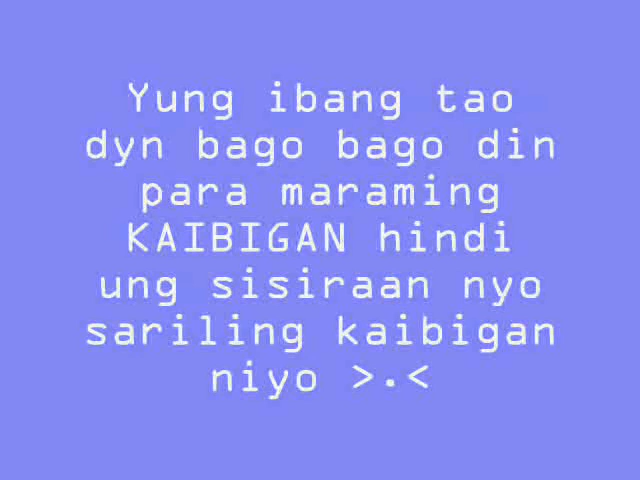 Yung ibang tao
dyn bago bago din
para maraming
KAIBIGAN hindi
ung sisiraan nyo
sariling kaibigan
niyo >.<